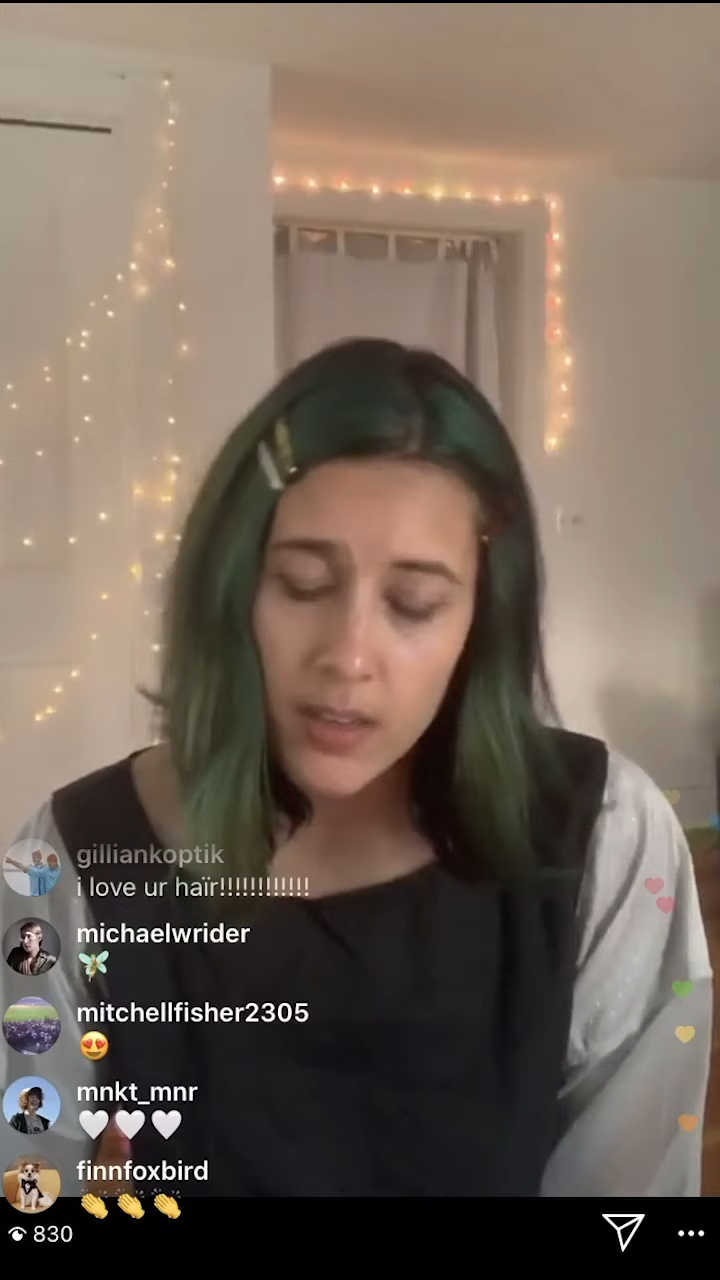 gilliankoptik
i love ur haïr!!!!!!!!!!!!
michaelwrider
🧚
mitchellfisher2305
😍
mnkt_mnr
🤍🤍🤍
finnfoxbird
👏👏👏
830